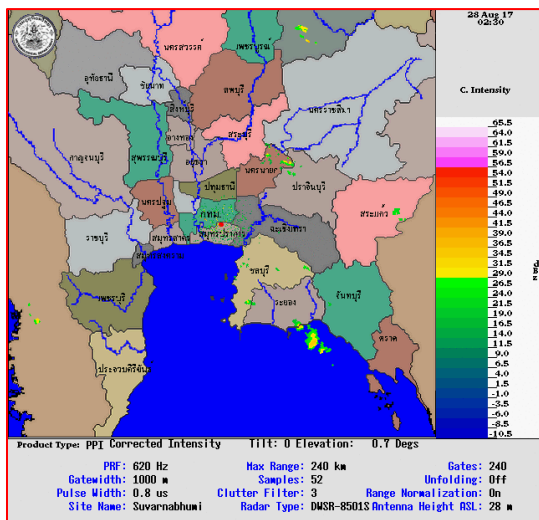 28 Aug 17
02:30
C. Intensity
นครสวรรค์
เพชรบูรณ์
อุทัยธานี
ชัยนาท
ลพบุรี
สิงห์บุรี
นครราชสีมา
อ่างทอง
สระบุรี
กาญจนบุรี
สุพรรณบุรี
อยุธยา
นครนายก
ปราจีนบุรี
ปทุมธานี
นครปฐม
กทม.
สระแก้ว
ราชบุรี
สมุทรสาคร
สมุทรปราการ
ฉะเชิงเทรา
สมุทรสงคราม
ชลบุรี
เพชรบุรี
ระยอง
จันทบุรี
ตราด
ประจวบคีรีขันธ์
65.5
64.0
61.5
59.0
56.5
54.0
51.5
49.0
46.5
44.0
41.5
39.0
36.5
34.0
31.5
29.0
26.5
24.0
21.5
19.0
16.5
14.0
11.5
9.0
6.5
4.0
1.5
-1.0
-3.5
-6.0
-8.5
-10.5
Product Type: PPI Corrected Intensity Tilt: 0 Elevation: 0.7 Degs
PRF: 620 Hz Max Range: 240 km Gates: 240
Gatewidth: 1000 m Samples: 52 Unfolding: Off
Pulse Width: 0.8 us Clutter Filter: 3 Range Normalization: On
Site Name: Suvarnabhumi Radar Type: DWSR-8501S Antenna Height ASL: 28 m